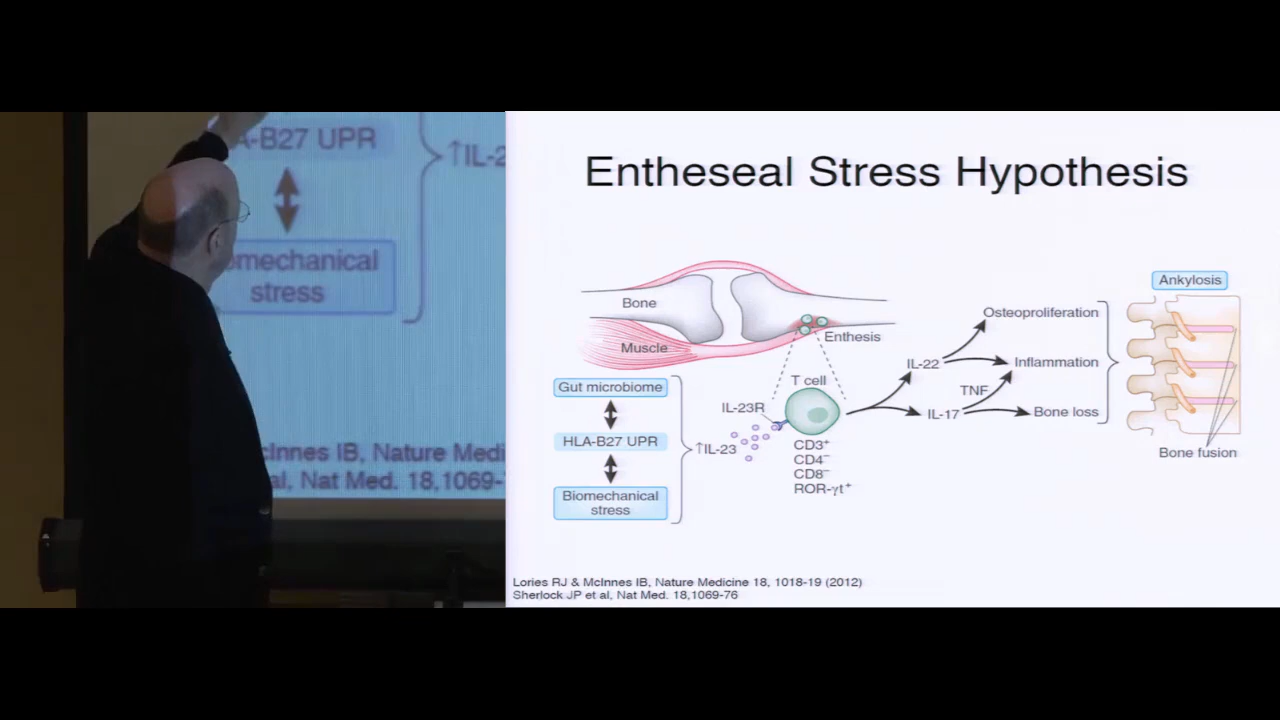 A-B27 UPR
↑IL-2
mechanical
stress
cInnes IB, Nature Medi
al, Nat Med. 18,1069-
Entheseal Stress Hypothesis
Bone
Muscle
Enthesis
Gut microbiome
HLA-B27 UPR
Biomechanical
stress
↑IL-23
IL-23R
T cell
CD3⁺
CD4⁻
CD8⁻
ROR-γt⁺
IL-22
IL-17
TNF
Osteoproliferation
Inflammation
Bone loss
Ankylosis
Bone fusion
Lories RJ & McInnes IB, Nature Medicine 18, 1018-19 (2012)
Sherlock JP et al, Nat Med. 18,1069-76